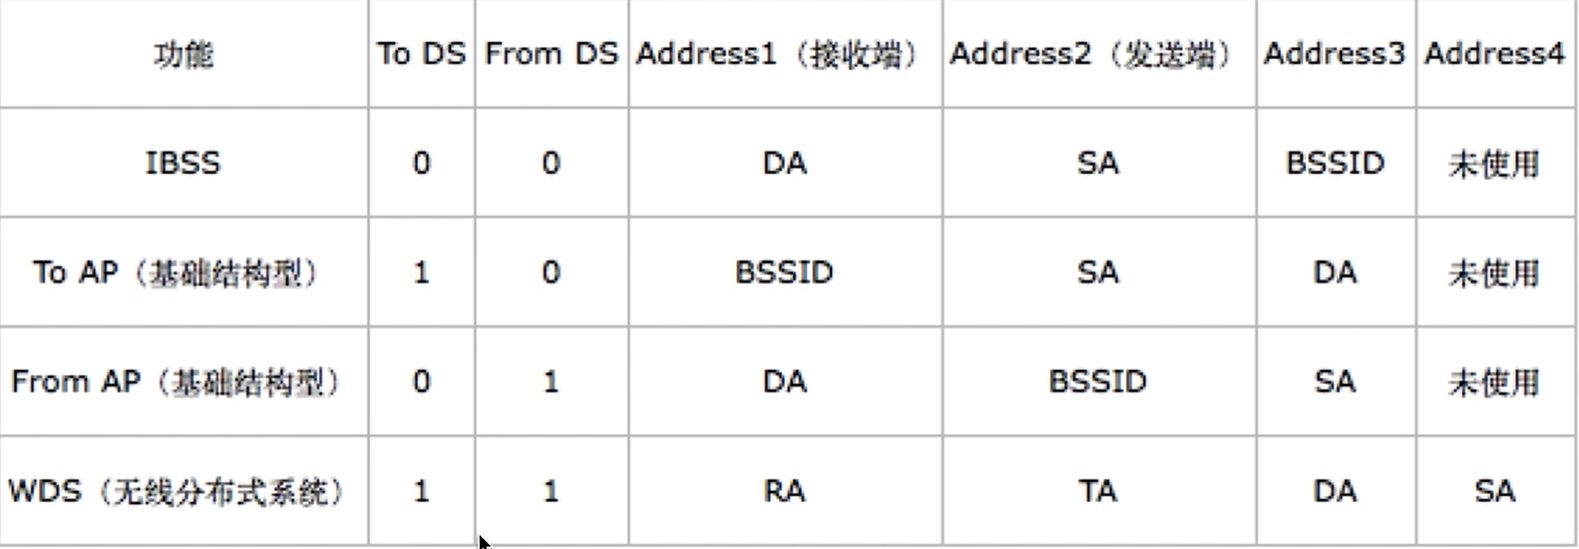 功能 To DS From DS Address1（接收端） Address2（发送端） Address3 Address4
IBSS 0 0 DA SA BSSID 未使用
To AP（基础结构型） 1 0 BSSID SA DA 未使用
From AP（基础结构型） 0 1 DA BSSID SA 未使用
WDS（无线分布式系统） 1 1 RA TA DA SA